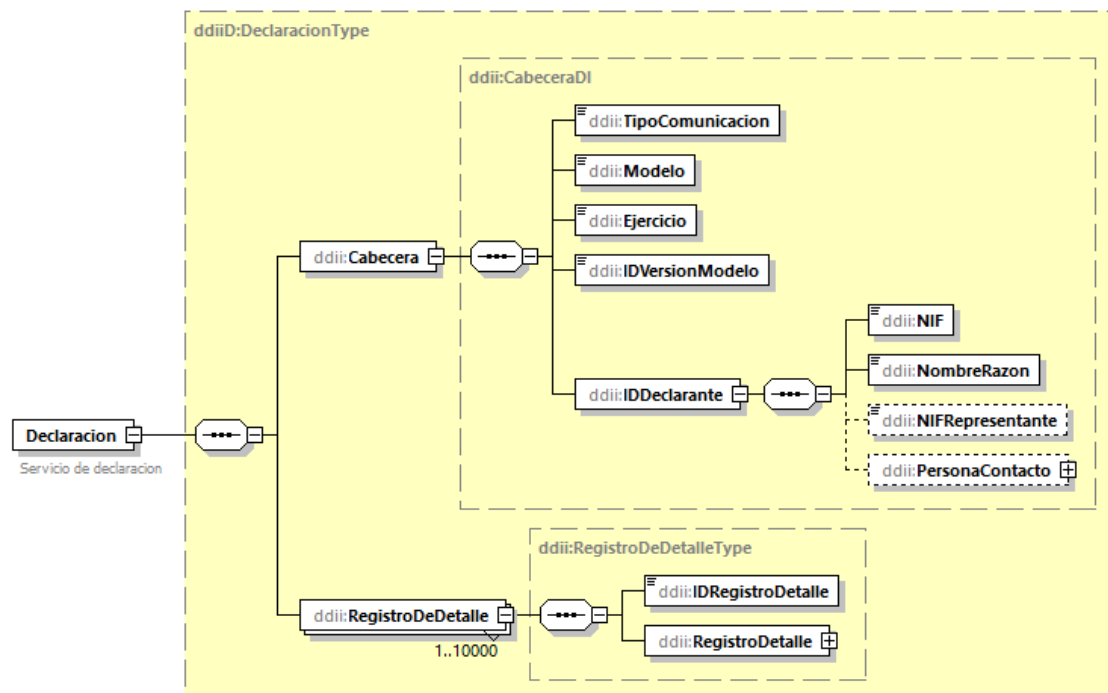 ddiiD:DeclaracionType
ddii:CabeceraDI
ddii:TipoComunicacion
ddii:Modelo
ddii:Ejercicio
ddii:Cabecera
ddii:IDVersionModelo
ddii:NIF
ddii:NombreRazon
ddii:IDDeclarante
ddii:NIFRepresentante
Declaracion
Servicio de declaracion
ddii:PersonaContacto
ddii:RegistroDeDetalleType
ddii:IDRegistroDetalle
ddii:RegistroDeDetalle
ddii:RegistroDetalle
1..10000